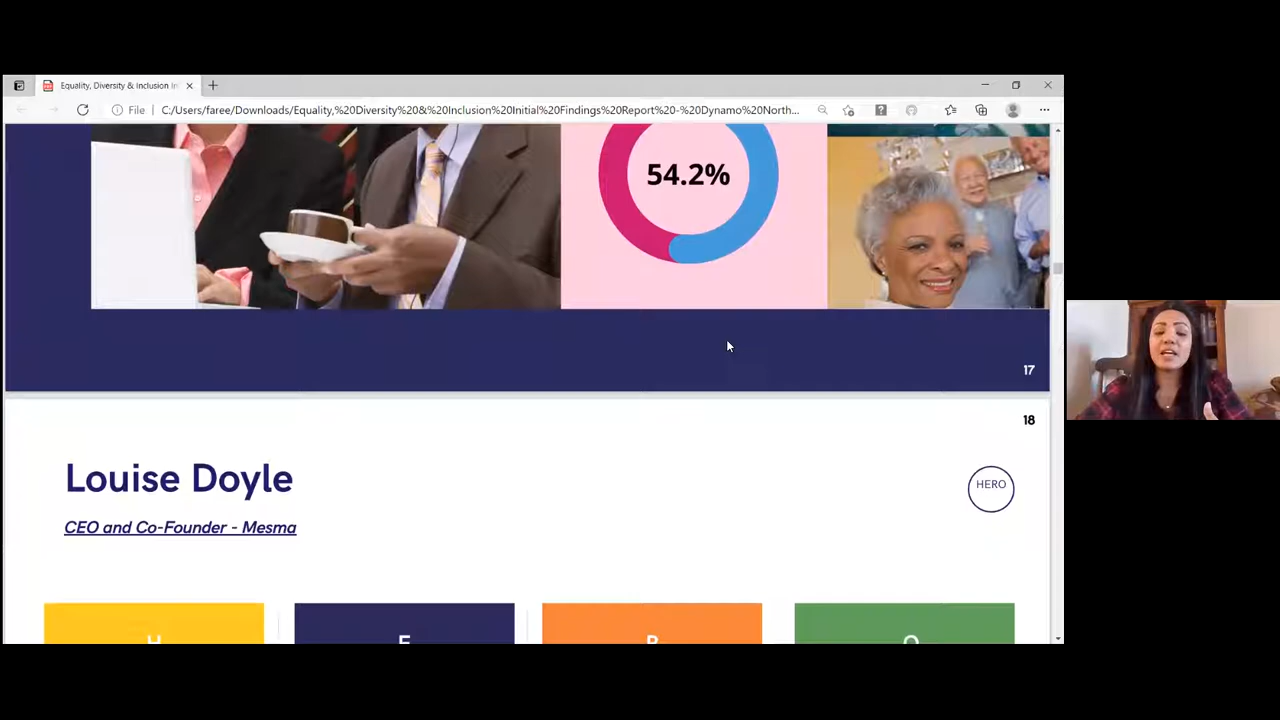 Equality, Diversity & Inclusion In
File
C:/Users/faree/Downloads/Equality,%20Diversity%20&%20Inclusion%20Initial%20Findings%20Report%20-%20Dynamo%20North...
54.2%
17
18
Louise Doyle
HERO
CEO and Co-Founder - Mesma
H
E
R
O